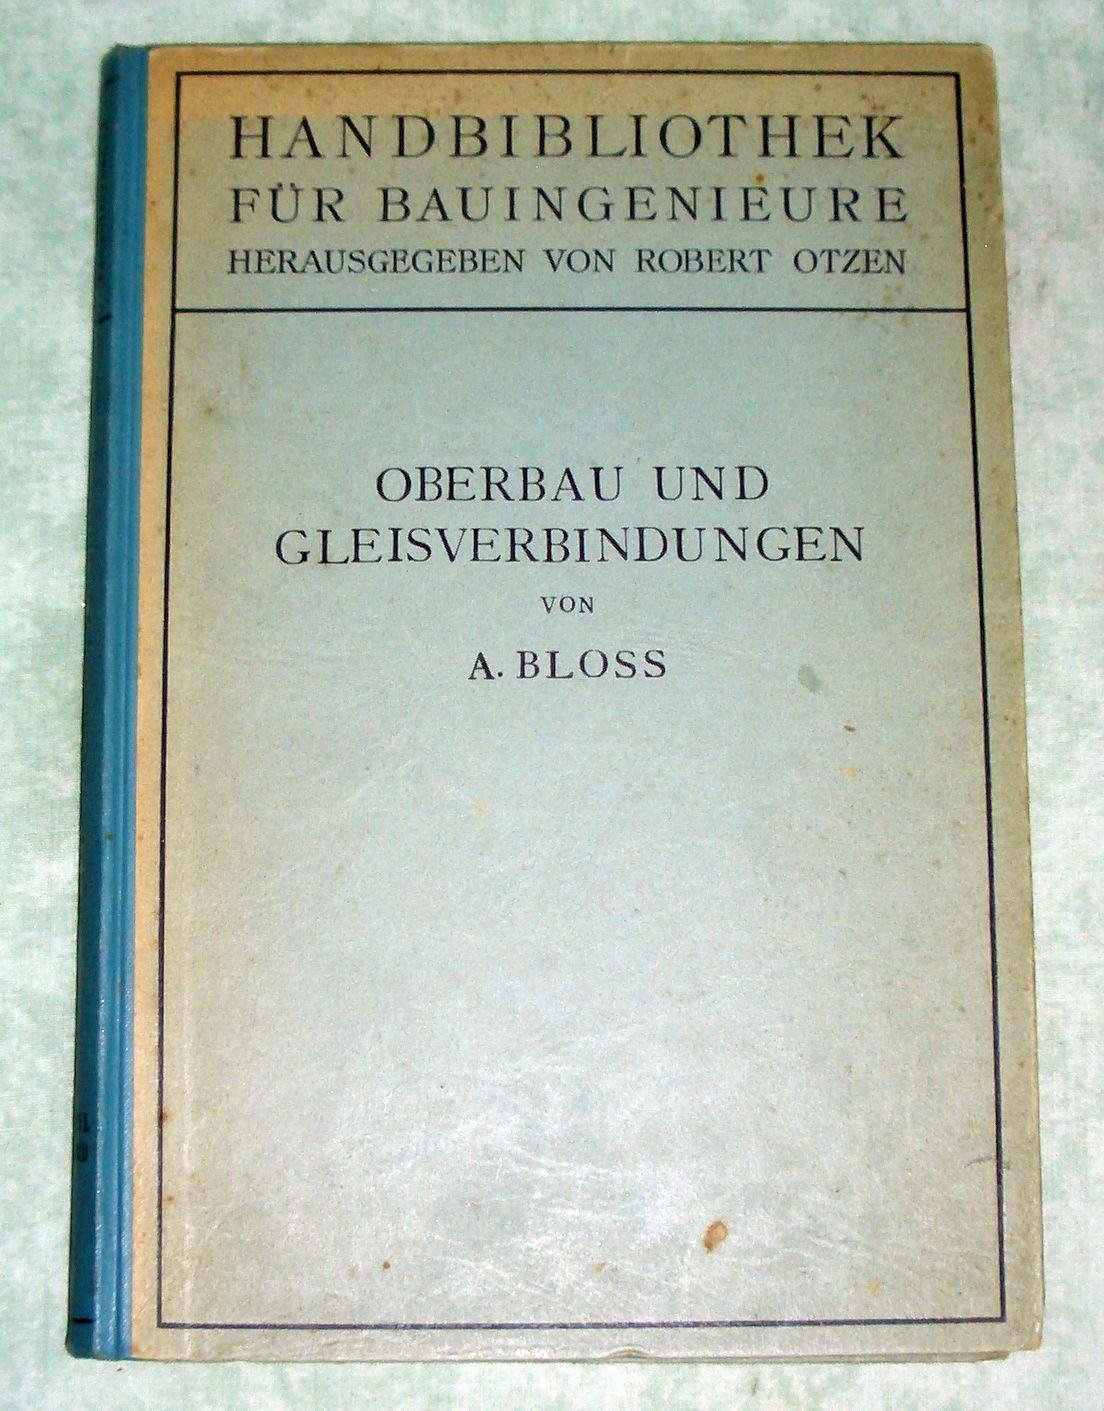 HANDBIBLIOTHEK
FÜR BAUINGENIEURE
HERAUSGEGEBEN VON ROBERT OTZEN
OBERBAU UND
GLEISVERBINDUNGEN
VON
A. BLOSS